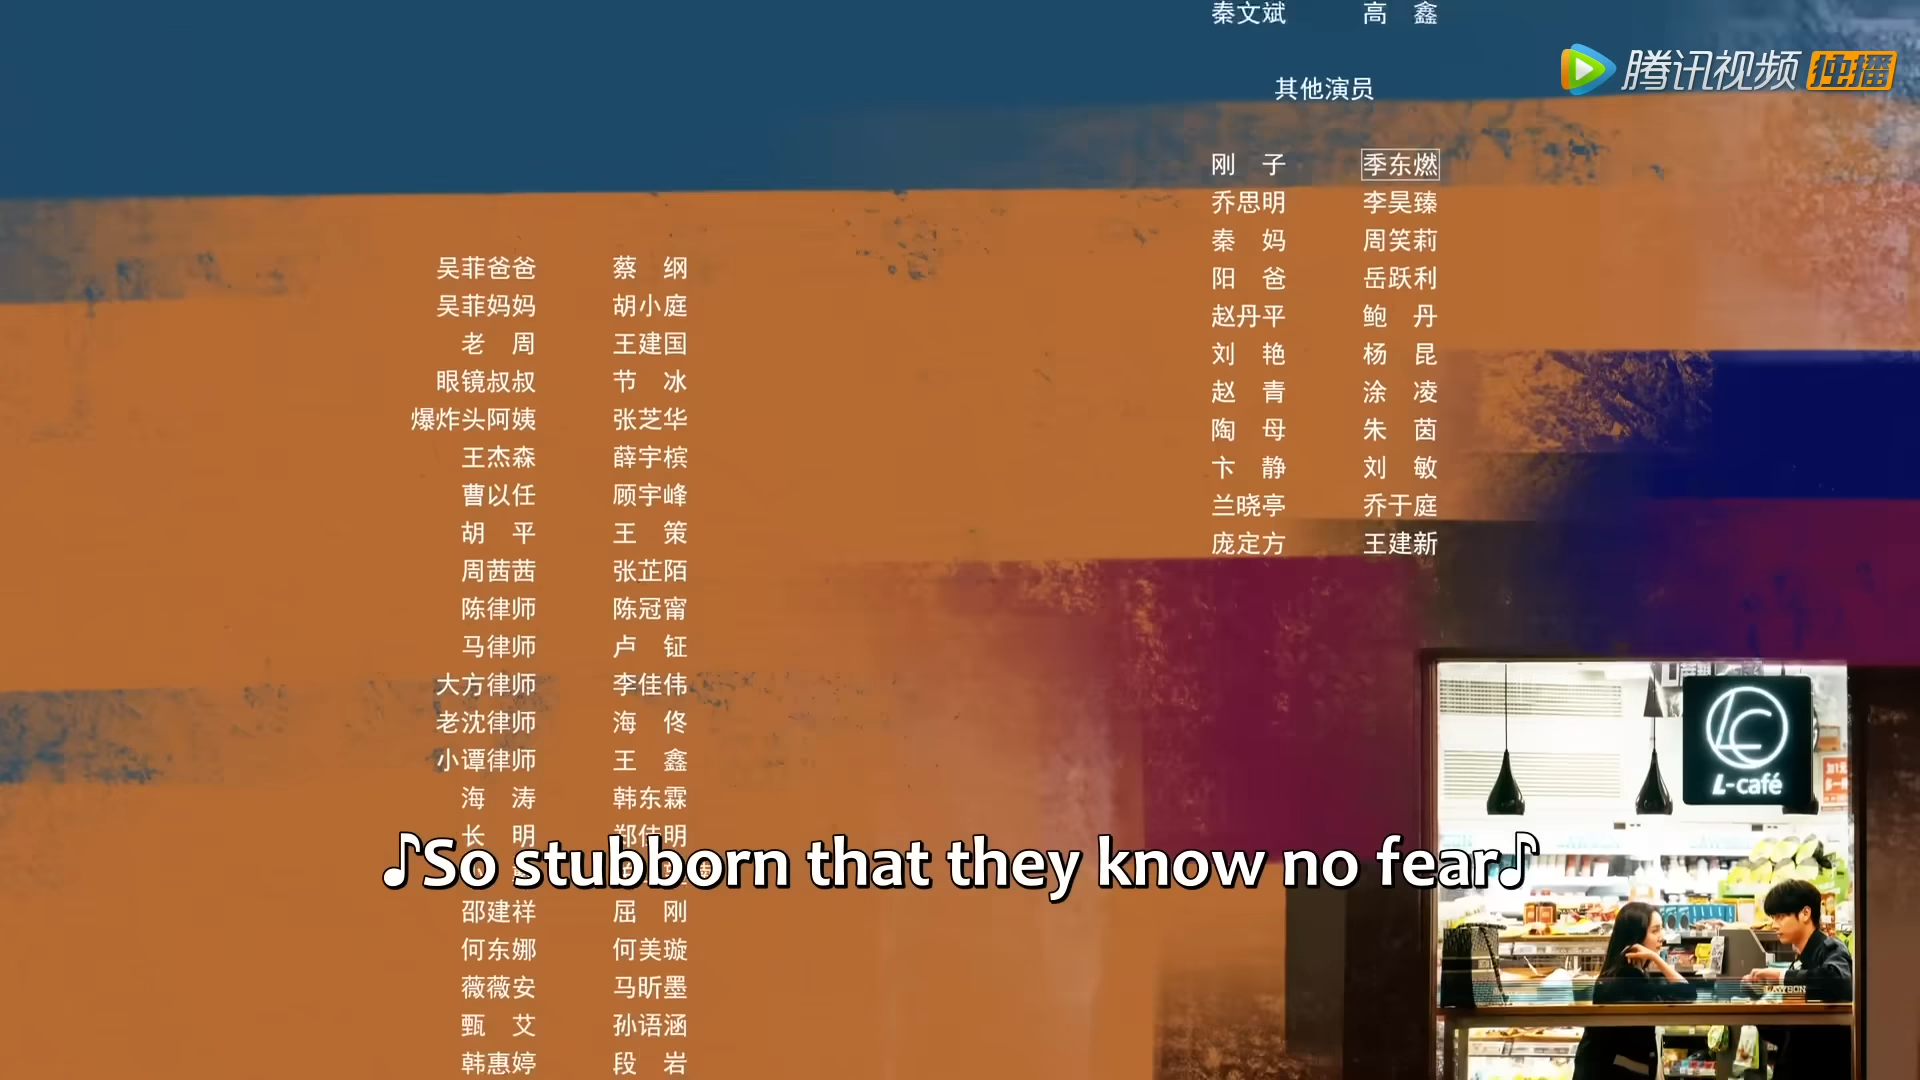 秦文斌 高 鑫
其他演员
刚 子 季东燃
乔思明 李昊臻
秦 妈 周笑莉
阳 爸 岳跃利
赵丹平 鲍 丹
刘 艳 杨 昆
赵 青 涂 凌
陶 母 朱 茵
卞 静 刘 敏
兰晓亭 乔于庭
庞定方 王建新
腾讯视频 独播
吴菲爸爸 蔡 纲
吴菲妈妈 胡小庭
老 周 王建国
眼镜叔叔 节 冰
爆炸头阿姨 张芝华
王杰森 薛宇槟
曹以任 顾宇峰
胡 平 王 策
周茜茜 张芷陌
陈律师 陈冠甯
马律师 卢 钲
大方律师 李佳伟
老沈律师 海 佟
小谭律师 王 鑫
海 涛 韩东霖
长 明 郑佳明
♪So stubborn that they know no fear♪
邵建祥 屈 刚
何东娜 何美璇
薇薇安 马昕墨
甄 艾 孙语涵
韩惠婷 段 岩
LC
L-café
LAWSON